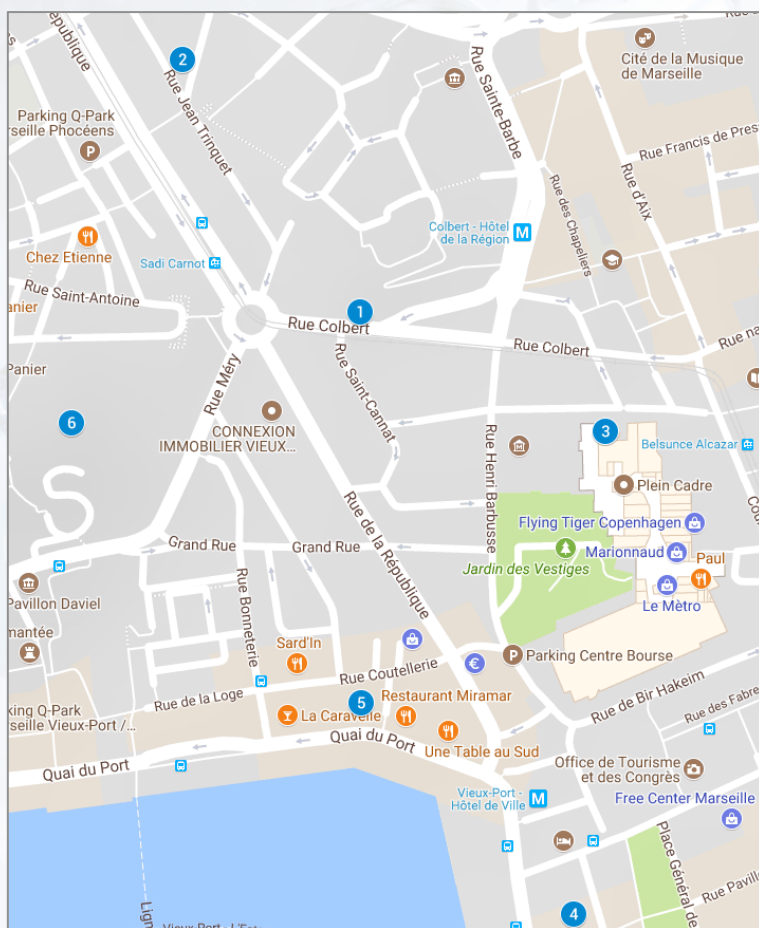 République
2
Rue Jean Trinquet
Rue Sainte-Barbe
Cité de la Musique
de Marseille
Parking Q-Park
rseille Phocéens
P
Rue Francis de Pres
Rue d'Aix
Rue des Chapeliers
Colbert - Hôtel
de la Région
M
Chez Etienne
Sadi Carnot
Rue Saint-Antoine
anier
1
Rue Colbert
Rue Colbert
Rue na
Panier
Rue Méry
Rue Saint-Cannat
6
CONNEXION
IMMOBILIER VIEUX...
3
Belsunce Alcazar
Rue Henri Barbusse
Plein Cadre
Cou
Flying Tiger Copenhagen
Marionnaud
Paul
Jardin des Vestiges
Le Mètro
Rue de la République
Grand Rue
Grand Rue
Pavillon Daviel
Rue Bonneterie
mantée
Sard'In
€
P
Parking Centre Bourse
Rue Coutellerie
Rue de la Loge
5
Restaurant Miramar
La Caravelle
Une Table au Sud
Rue de Bir Hakeim
Rue des Fabre
king Q-Park
seille Vieux-Port /...
Quai du Port
Quai du Port
Office de Tourisme
et des Congrès
Vieux-Port -
Hôtel de Ville
M
Free Center Marseille
Place Général de
Rue Pavill
4
Lign
Vieux-Port - L'Est